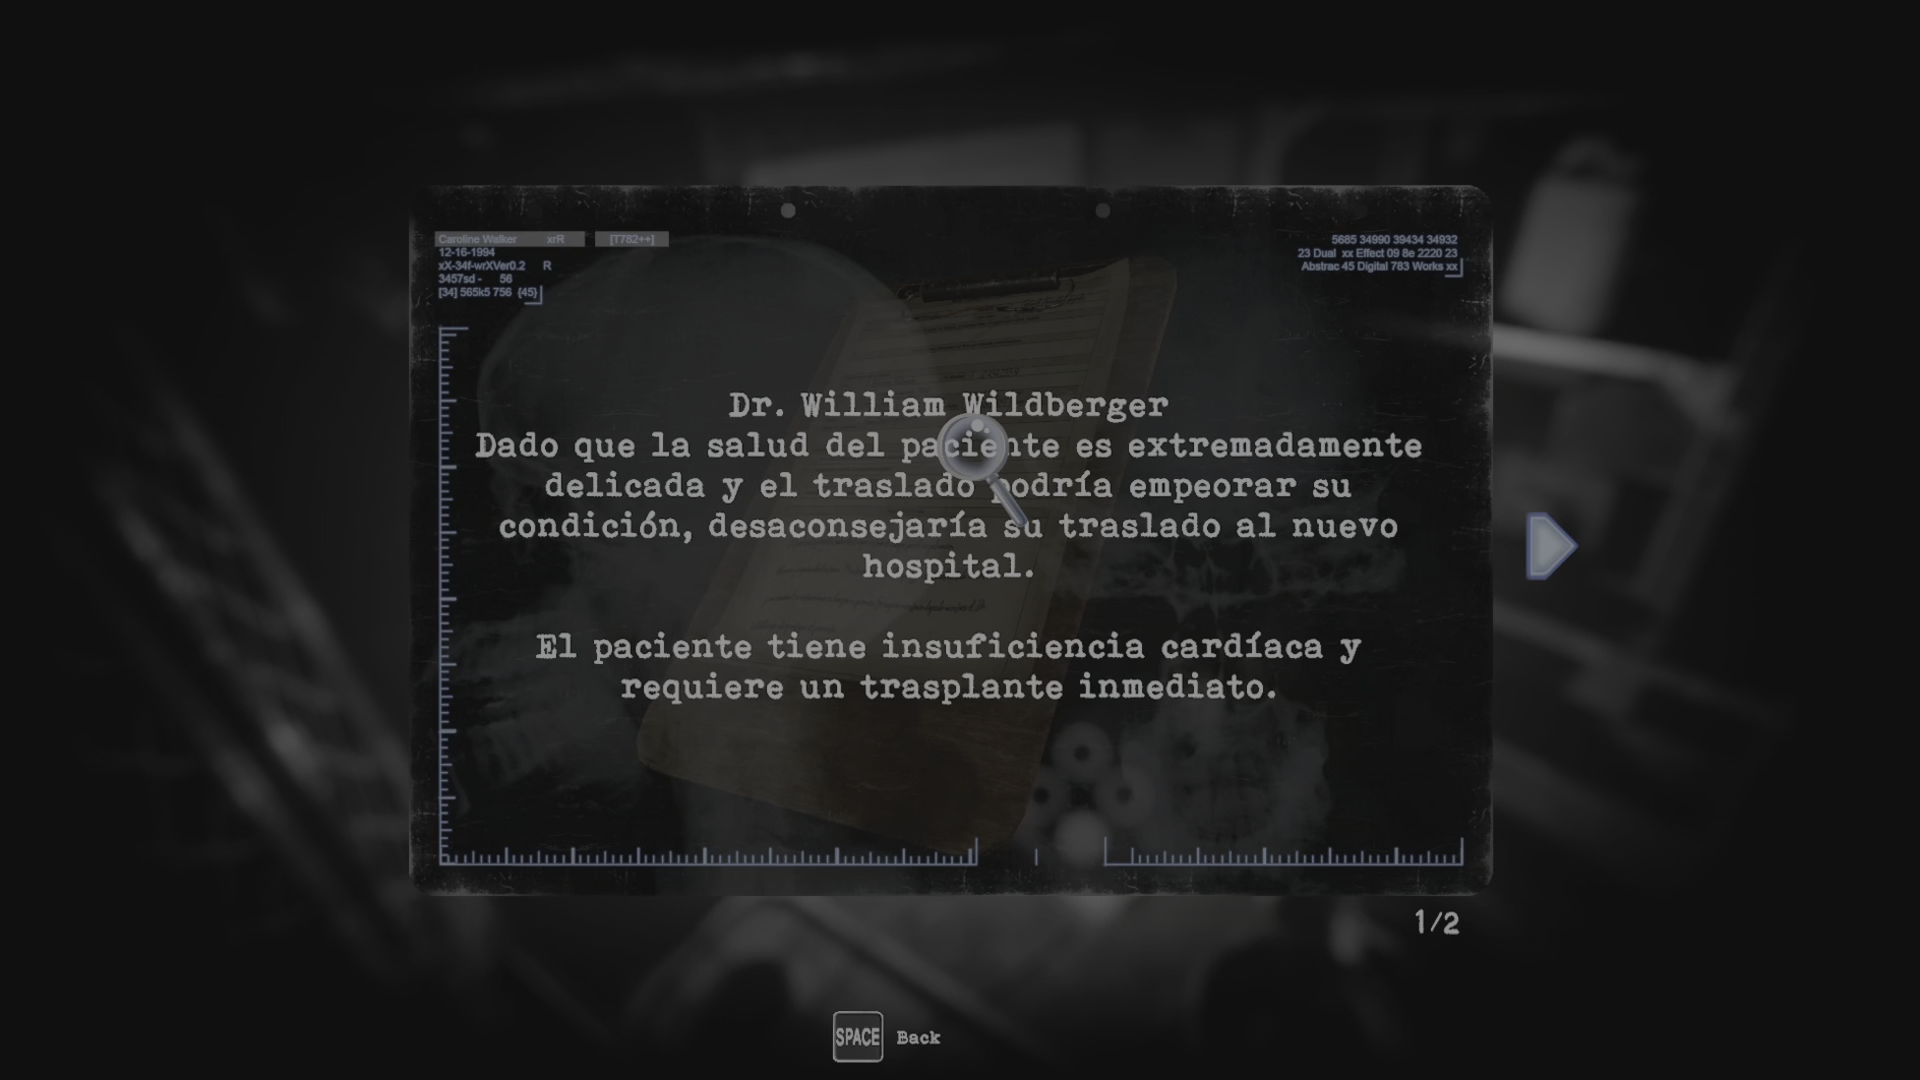 Caroline Walker xrR [T782++]
12-16-1994
xX-34f-wrXVer0.2 R
3457sd - 56
[34] 565k5 756 {45}
5685 34990 39434 34932
23 Dual xx Effect 09 8e 2220 23
Abstrac 45 Digital 783 Works xx
Dr. William Wildberger
Dado que la salud del paciente es extremadamente
delicada y el traslado podría empeorar su
condición, desaconsejaría su traslado al nuevo
hospital.
El paciente tiene insuficiencia cardíaca y
requiere un trasplante inmediato.
1/2
SPACE Back